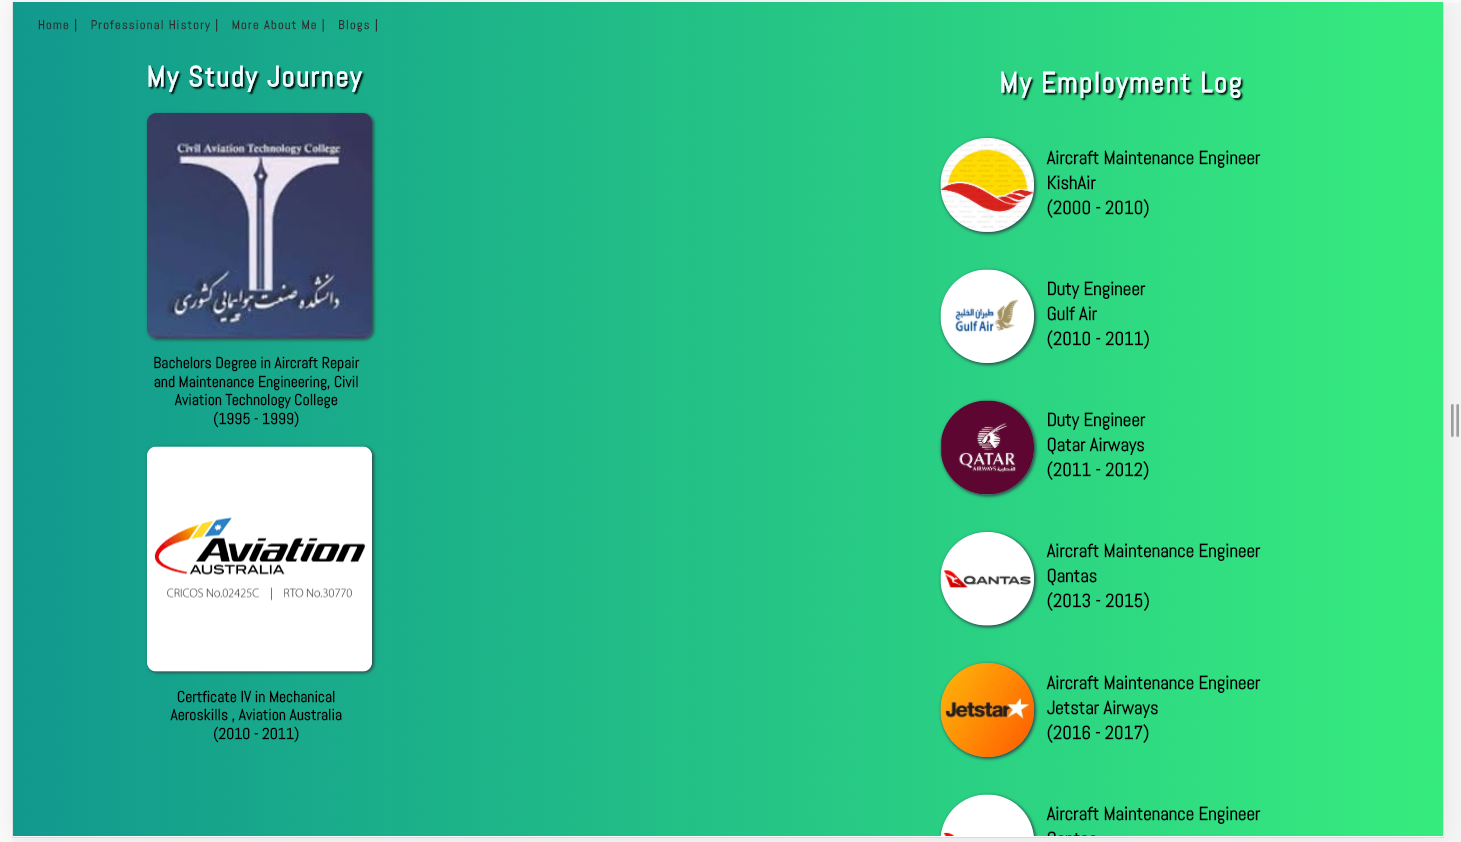 Home |
Professional History |
More About Me |
Blogs |
My Study Journey
Civil Aviation Technology College
دانشکده صنعت هواپیمایی کشوری
Bachelors Degree in Aircraft Repair
and Maintenance Engineering, Civil
Aviation Technology College
(1995 - 1999)
Aviation
AUSTRALIA
CRICOS No.02425C | RTO No.30770
Certficate IV in Mechanical
Aeroskills , Aviation Australia
(2010 - 2011)
My Employment Log
Aircraft Maintenance Engineer
KishAir
(2000 - 2010)
طيران الخليج
Gulf Air
Duty Engineer
Gulf Air
(2010 - 2011)
QATAR
AIRWAYS القطرية
Duty Engineer
Qatar Airways
(2011 - 2012)
QANTAS
Aircraft Maintenance Engineer
Qantas
(2013 - 2015)
Jetstar
Aircraft Maintenance Engineer
Jetstar Airways
(2016 - 2017)
Aircraft Maintenance Engineer